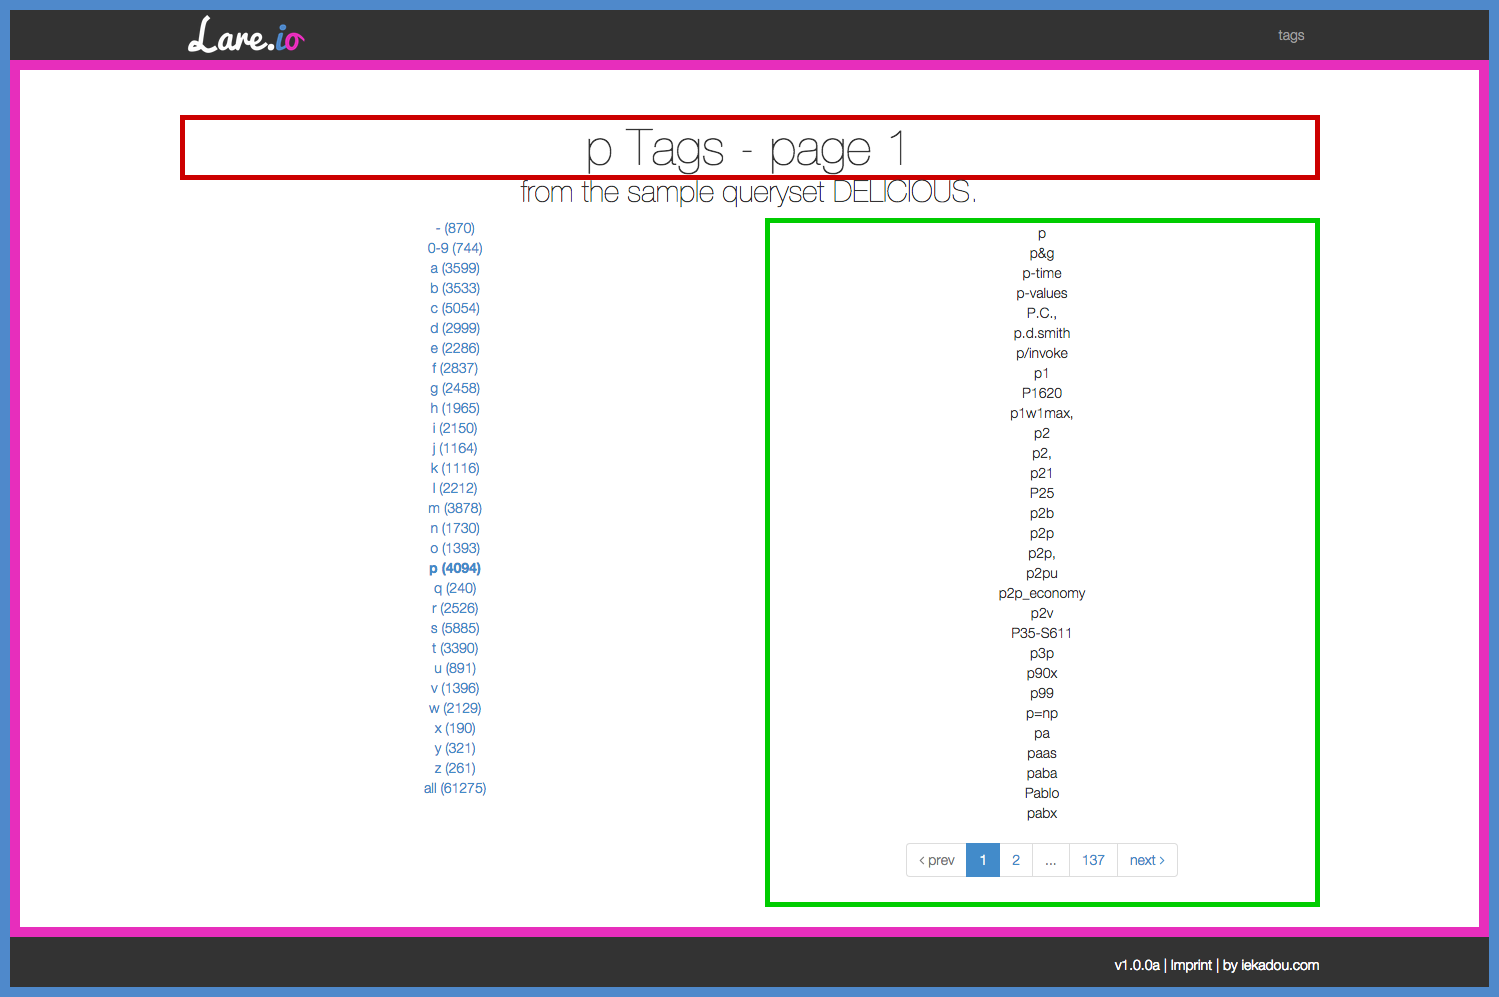 Lare.io
tags
p Tags - page 1
from the sample queryset DELICIOUS.
- (870)
0-9 (744)
a (3599)
b (3533)
c (5054)
d (2999)
e (2286)
f (2837)
g (2458)
h (1965)
i (2150)
j (1164)
k (1116)
l (2212)
m (3878)
n (1730)
o (1393)
p (4094)
q (240)
r (2526)
s (5885)
t (3390)
u (891)
v (1396)
w (2129)
x (190)
y (321)
z (261)
all (61275)
p
p&g
p-time
p-values
P.C.,
p.d.smith
p/invoke
p1
P1620
p1w1max,
p2
p2,
p21
P25
p2b
p2p
p2p,
p2pu
p2p_economy
p2v
P35-S611
p3p
p90x
p99
p=np
pa
paas
paba
Pablo
pabx
‹ prev 1 2 ... 137 next ›
v1.0.0a | Imprint | by iekadou.com